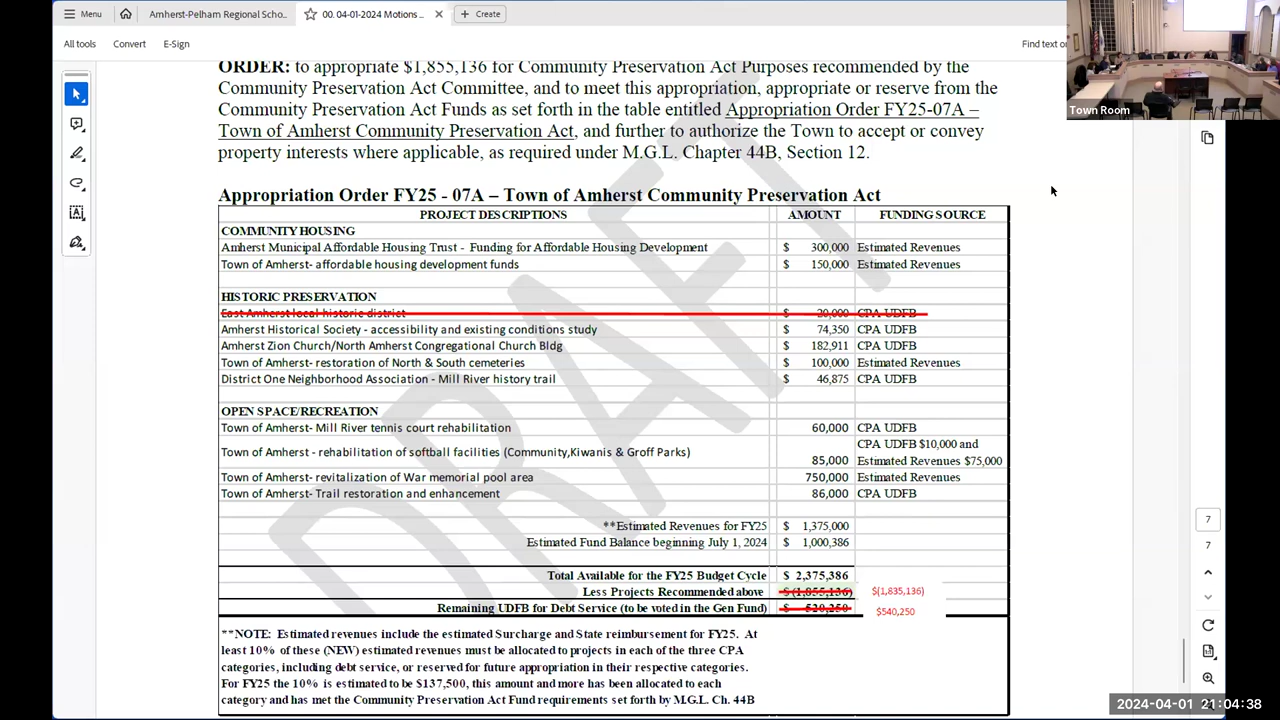 Menu
Amherst-Pelham Regional Scho...
00. 04-01-2024 Motions ...
Create
All tools
Convert
E-Sign
Find text or
Town Room
ORDER: to appropriate $1,855,136 for Community Preservation Act Purposes recommended by the
Community Preservation Act Committee, and to meet this appropriation, appropriate or reserve from the
Community Preservation Act Funds as set forth in the table entitled Appropriation Order FY25-07A –
Town of Amherst Community Preservation Act, and further to authorize the Town to accept or convey
property interests where applicable, as required under M.G.L. Chapter 44B, Section 12.
Appropriation Order FY25 - 07A – Town of Amherst Community Preservation Act
PROJECT DESCRIPTIONS AMOUNT FUNDING SOURCE
COMMUNITY HOUSING
Amherst Municipal Affordable Housing Trust - Funding for Affordable Housing Development $ 300,000 Estimated Revenues
Town of Amherst- affordable housing development funds $ 150,000 Estimated Revenues
HISTORIC PRESERVATION
East Amherst local historic district $ 20,000 CPA UDFB
Amherst Historical Society - accessibility and existing conditions study $ 74,350 CPA UDFB
Amherst Zion Church/North Amherst Congregational Church Bldg $ 182,911 CPA UDFB
Town of Amherst- restoration of North & South cemeteries $ 100,000 Estimated Revenues
District One Neighborhood Association - Mill River history trail $ 46,875 CPA UDFB
OPEN SPACE/RECREATION
Town of Amherst- Mill River tennis court rehabilitation 60,000 CPA UDFB
Town of Amherst - rehabilitation of softball facilities (Community,Kiwanis & Groff Parks) 85,000 CPA UDFB $10,000 and
Estimated Revenues $75,000
Town of Amherst- revitalization of War memorial pool area 750,000 Estimated Revenues
Town of Amherst- Trail restoration and enhancement 86,000 CPA UDFB
**Estimated Revenues for FY25 $ 1,375,000
Estimated Fund Balance beginning July 1, 2024 $ 1,000,386
Total Available for the FY25 Budget Cycle $ 2,375,386
Less Projects Recommended above $ (1,855,136) $(1,835,136)
Remaining UDFB for Debt Service (to be voted in the Gen Fund) $ 520,250 $540,250
**NOTE: Estimated revenues include the estimated Surcharge and State reimbursement for FY25. At
least 10% of these (NEW) estimated revenues must be allocated to projects in each of the three CPA
categories, including debt service, or reserved for future appropriation in their respective categories.
For FY25 the 10% is estimated to be $137,500, this amount and more has been allocated to each
category and has met the Community Preservation Act Fund requirements set forth by M.G.L. Ch. 44B
DRAFT
7
7
2024-04-01 21:04:38